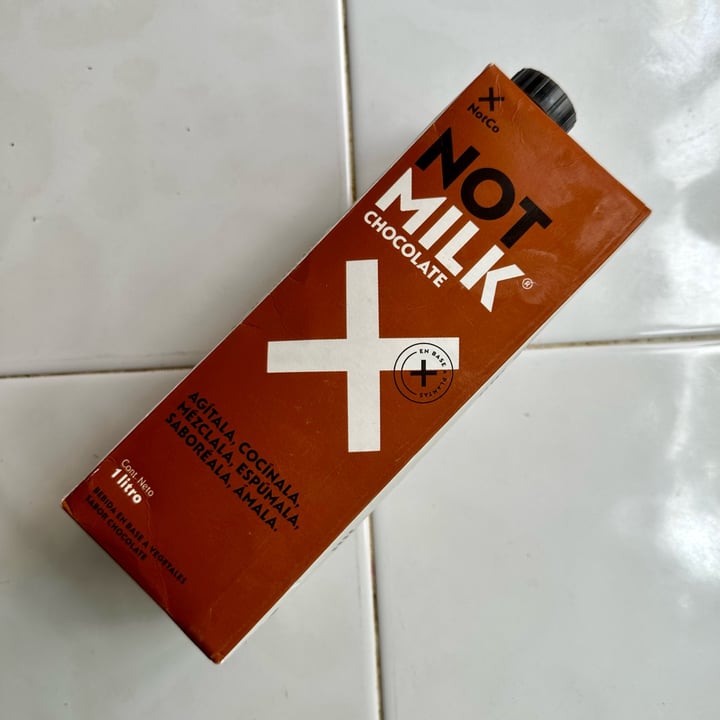 NotCo
NOT
MILK®
CHOCOLATE
EN BASE A PLANTAS
AGÍTALA, COCÍNALA,
MÉZCLALA, ESPÚMALA,
SABORÉALA, ÁMALA.
Cont. Neto
1 litro
BEBIDA EN BASE A VEGETALES
SABOR CHOCOLATE